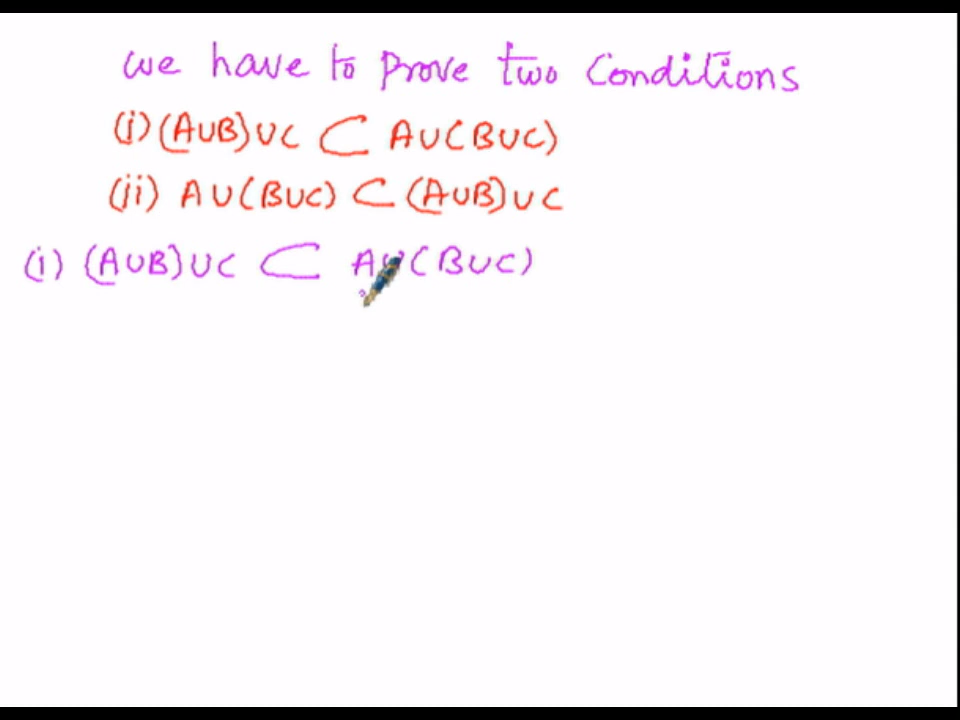 we have to prove two conditions
(i) (A∪B)∪C ⊂ A∪(B∪C)
(ii) A∪(B∪C) ⊂ (A∪B)∪C
(i) (A∪B)∪C ⊂ A∪(B∪C)